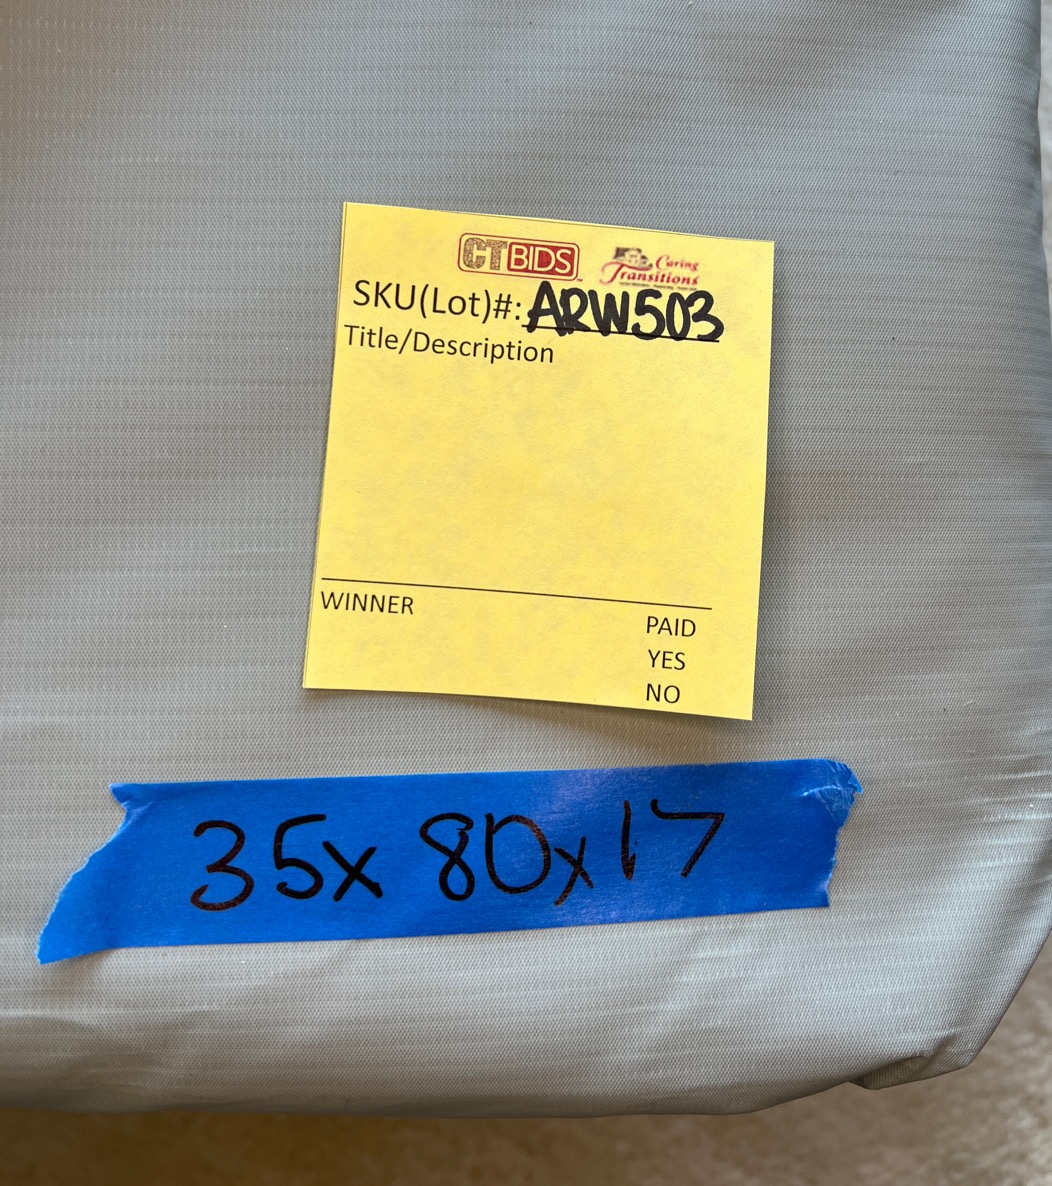 CTBIDS
Caring
Transitions
SKU(Lot)#: ARW503
Title/Description
WINNER
PAID
YES
NO
35x 80x17